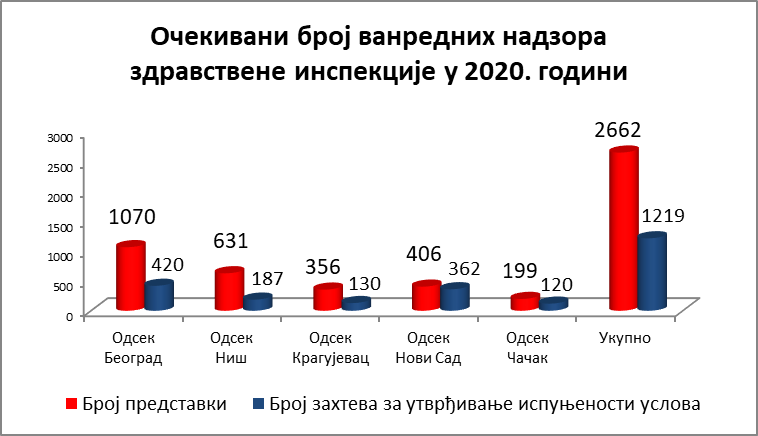 Очекивани број ванредних надзора
здравствене инспекције у 2020. години
3000
2500
2000
1500
1000
500
0
1070
420
631
187
356
130
406
362
199
120
2662
1219
Одсек
Београд
Одсек
Ниш
Одсек
Крагујевац
Одсек
Нови Сад
Одсек
Чачак
Укупно
Број представки
Број захтева за утврђивање испуњености услова